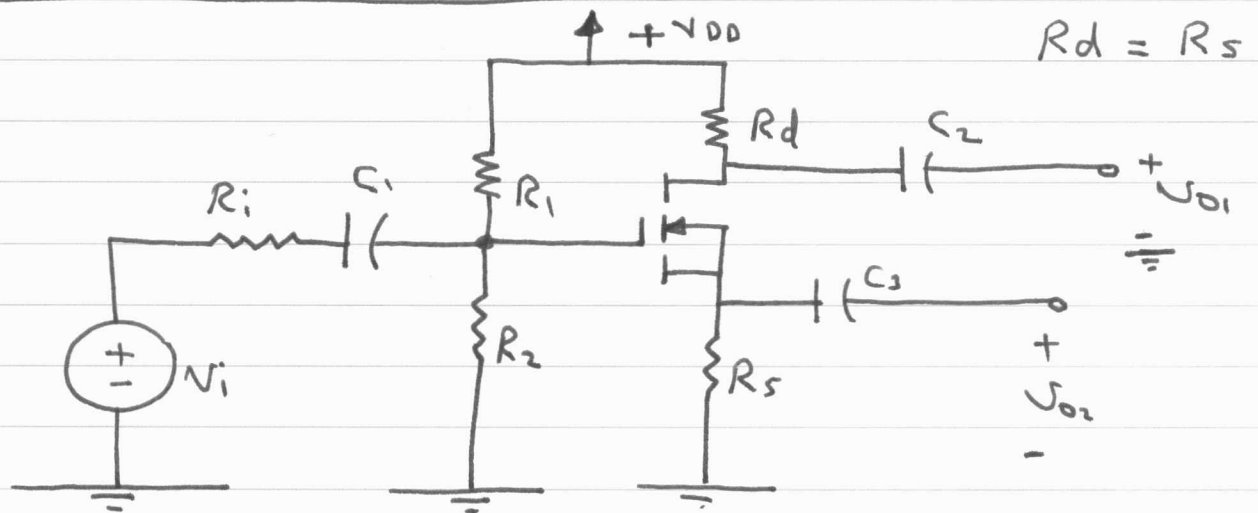 +VDD
Rd = Rs
Rd
C2
+
Vo1
-
Ri
C1
R1
C3
+
-
Vi
R2
Rs
+
Vo2
-